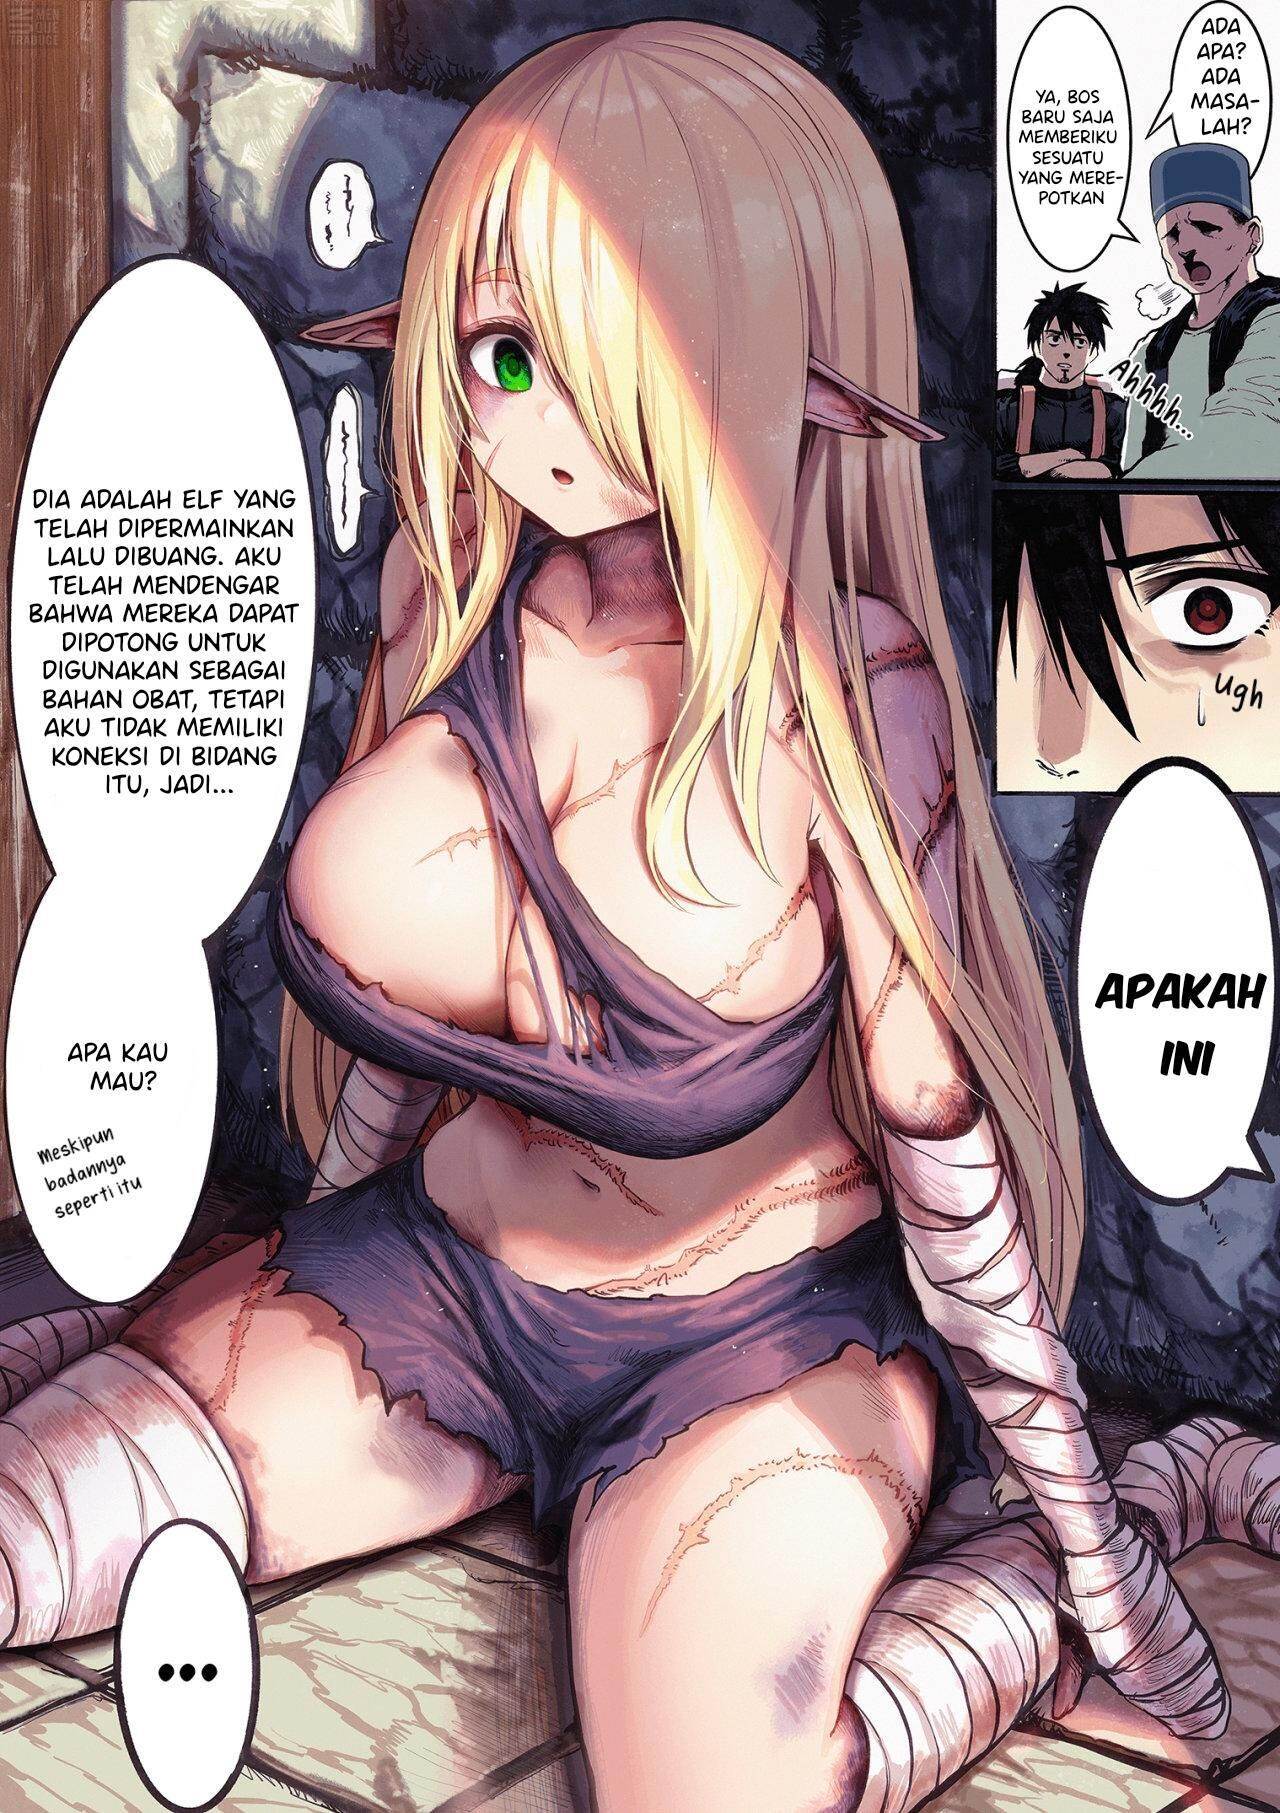 ADA
APA?
ADA
MASA-
LAH?
YA, BOS
BARU SAJA
MEMBERIKU
SESUATU
YANG MERE-
POTKAN
Ahhhh...
Ugh
APAKAH
INI
DIA ADALAH ELF YANG
TELAH DIPERMAINKAN
LALU DIBUANG. AKU
TELAH MENDENGAR
BAHWA MEREKA DAPAT
DIPOTONG UNTUK
DIGUNAKAN SEBAGAI
BAHAN OBAT, TETAPI
AKU TIDAK MEMILIKI
KONEKSI DI BIDANG
ITU, JADI...
APA KAU
MAU?
Meskipun
badannya
seperti itu
...